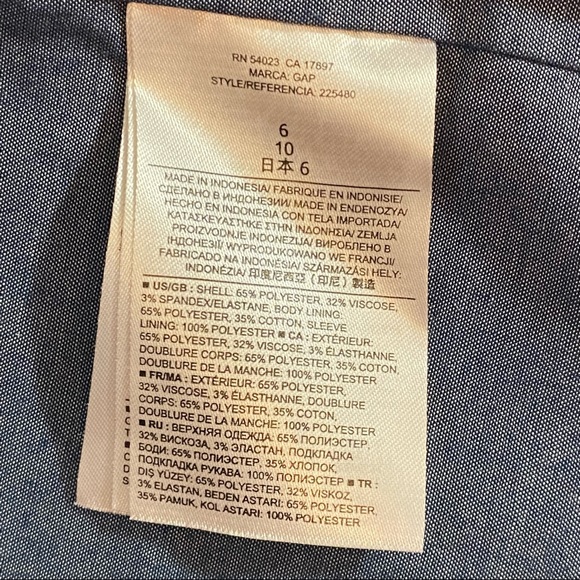 RN 54023 CA 17897
MARCA: GAP
STYLE/REFERENCIA: 225480
6
10
日本 6
MADE IN INDONESIA/ FABRIQUE EN INDONISIE/
СДЕЛАНО В ИНДОНЕЗИИ/ MADE IN ENDENOZYA/
HECHO EN INDONESIA CON TELA IMPORTADA/
ΚΑΤΑΣΚΕΥΑΣΤΗΚΕ ΣΤΗΝ ΙΝΔΟΝΗΣΙΑ/ ZEMLJA
PROIZVODNJE INDONEZIJA/ ВИРОБЛЕНО В
ІНДОНЕЗІЇ/ WYPRODUKOWANO WE FRANCJI/
FABRICADO NA INDONÉSIA/ SZÁRMAZÁSI HELY:
INDONÉZIA/ 印度尼西亞 (印尼) 製造
■ US/GB : SHELL: 65% POLYESTER, 32% VISCOSE,
3% SPANDEX/ELASTANE, BODY LINING:
65% POLYESTER, 35% COTTON, SLEEVE
LINING: 100% POLYESTER ■ CA : EXTÉRIEUR:
65% POLYESTER, 32% VISCOSE, 3% ÉLASTHANNE,
DOUBLURE CORPS: 65% POLYESTER, 35% COTON,
DOUBLURE DE LA MANCHE: 100% POLYESTER
■ FR/MA : EXTÉRIEUR: 65% POLYESTER,
32% VISCOSE, 3% ÉLASTHANNE, DOUBLURE
CORPS: 65% POLYESTER, 35% COTON,
DOUBLURE DE LA MANCHE: 100% POLYESTER
■ RU : ВЕРХНЯЯ ОДЕЖДА: 65% ПОЛИЭСТЕР,
32% ВИСКОЗА, 3% ЭЛАСТАН, ПОДКЛАДКА
БОДИ: 65% ПОЛИЭСТЕР, 35% ХЛОПОК,
ПОДКЛАДКА РУКАВА: 100% ПОЛИЭСТЕР ■ TR :
DIŞ YÜZEY: 65% POLYESTER, 32% VISKOZ,
3% ELASTAN, BEDEN ASTARI: 65% POLYESTER,
35% PAMUK, KOL ASTARI: 100% POLYESTER